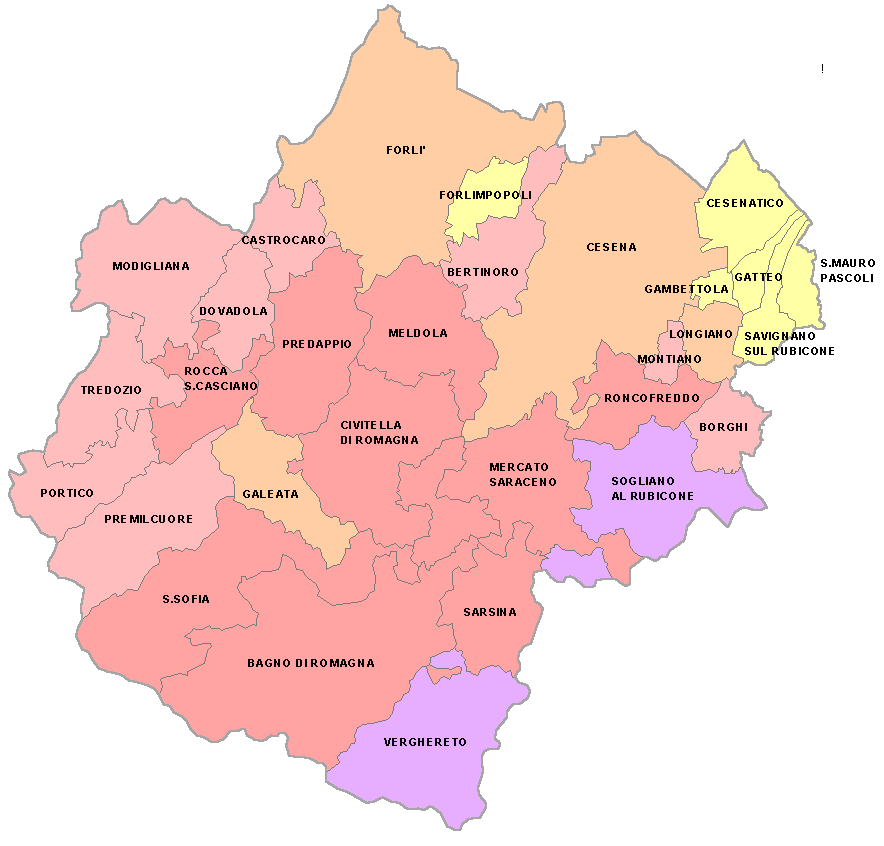 !
FORLI'
FORLIMPOPOLI
CESENATICO
CASTROCARO
CESENA
MODIGLIANA
BERTINORO
S.MAURO
PASCOLI
GATTEO
GAMBETTOLA
DOVADOLA
MELDOLA
LONGIANO
SAVIGNANO
SUL RUBICONE
PREDAPPIO
MONTIANO
ROCCA
S.CASCIANO
TREDOZIO
RONCOFREDDO
CIVITELLA
DI ROMAGNA
BORGHI
MERCATO
SARACENO
SOGLIANO
AL RUBICONE
PORTICO
GALEATA
PREMILCUORE
S.SOFIA
SARSINA
BAGNO DI ROMAGNA
VERGHERETO